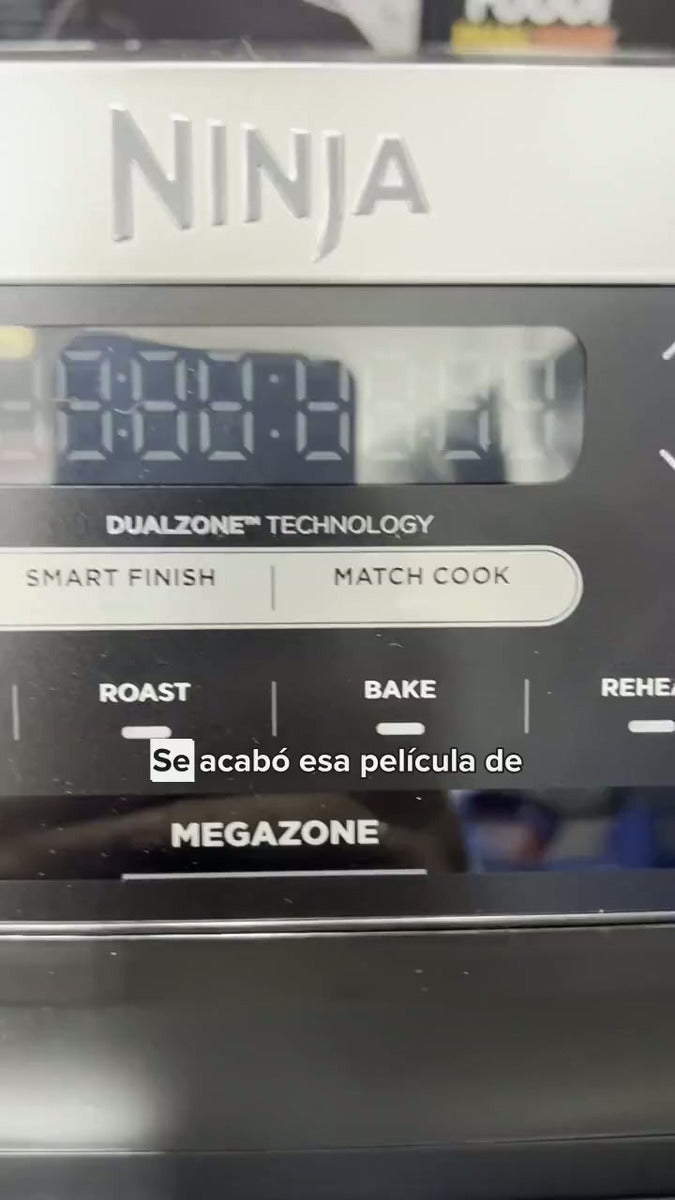 NINJA
DUALZONE™ TECHNOLOGY
SMART FINISH | MATCH COOK
ROAST | BAKE
Se acabó esa película de
MEGAZONE